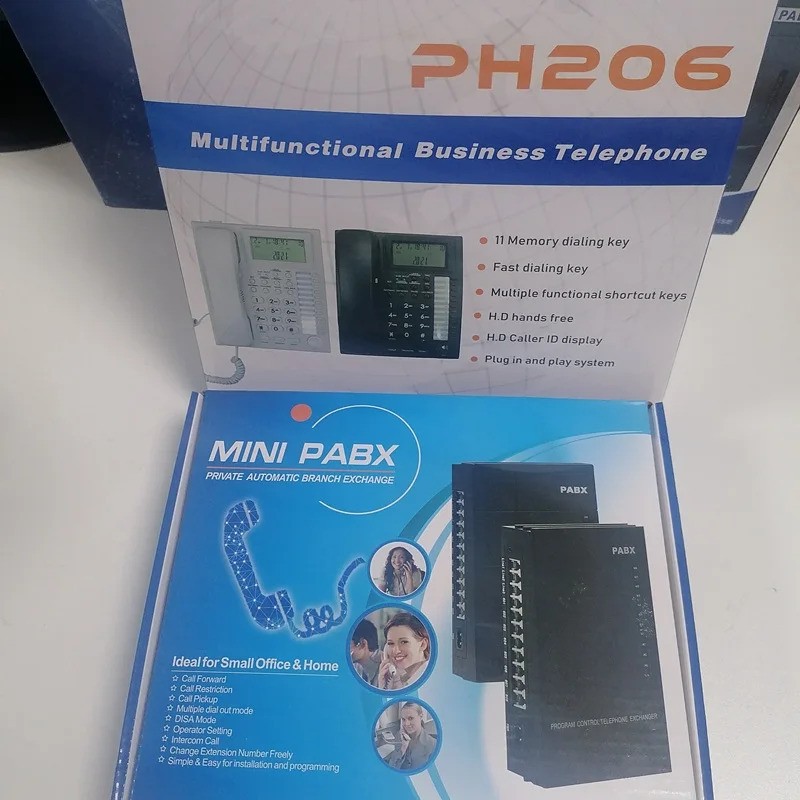 PH206
Multifunctional Business Telephone
11 Memory dialing key
Fast dialing key
Multiple functional shortcut keys
H.D hands free
H.D Caller ID display
Plug in and play system
MINI PABX
PRIVATE AUTOMATIC BRANCH EXCHANGE
PABX
PABX
Ideal for Small Office & Home
☆ Call Forward
☆ Call Restriction
☆ Call Pickup
☆ Multiple dial out mode
☆ DISA Mode
☆ Operator Setting
☆ Intercom Call
☆ Change Extension Number Freely
☆ Simple & Easy for installation and programming
PROGRAM CONTROL TELEPHONE EXCHANGER